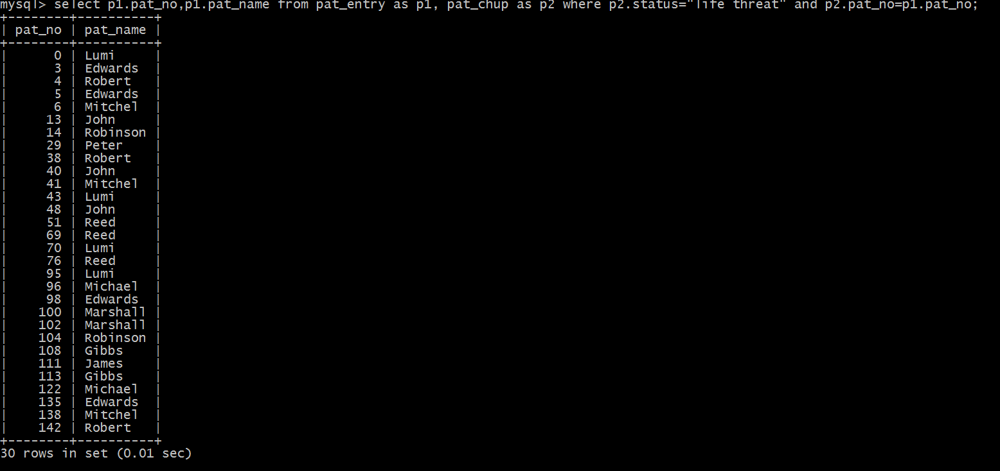 mysql> select p1.pat_no,p1.pat_name from pat_entry as p1, pat_chup as p2 where p2.status="life threat" and p2.pat_no=p1.pat_no;
+--------+----------+
| pat_no | pat_name |
+--------+----------+
|      0 | Lumi     |
|      3 | Edwards  |
|      4 | Robert   |
|      5 | Edwards  |
|      6 | Mitchel  |
|     13 | John     |
|     14 | Robinson |
|     29 | Peter    |
|     38 | Robert   |
|     40 | John     |
|     41 | Mitchel  |
|     43 | Lumi     |
|     48 | John     |
|     51 | Reed     |
|     69 | Reed     |
|     70 | Lumi     |
|     76 | Reed     |
|     95 | Lumi     |
|     96 | Michael  |
|     98 | Edwards  |
|    100 | Marshall |
|    102 | Marshall |
|    104 | Robinson |
|    108 | Gibbs    |
|    111 | James    |
|    113 | Gibbs    |
|    122 | Michael  |
|    135 | Edwards  |
|    138 | Mitchel  |
|    142 | Robert   |
+--------+----------+
30 rows in set (0.01 sec)